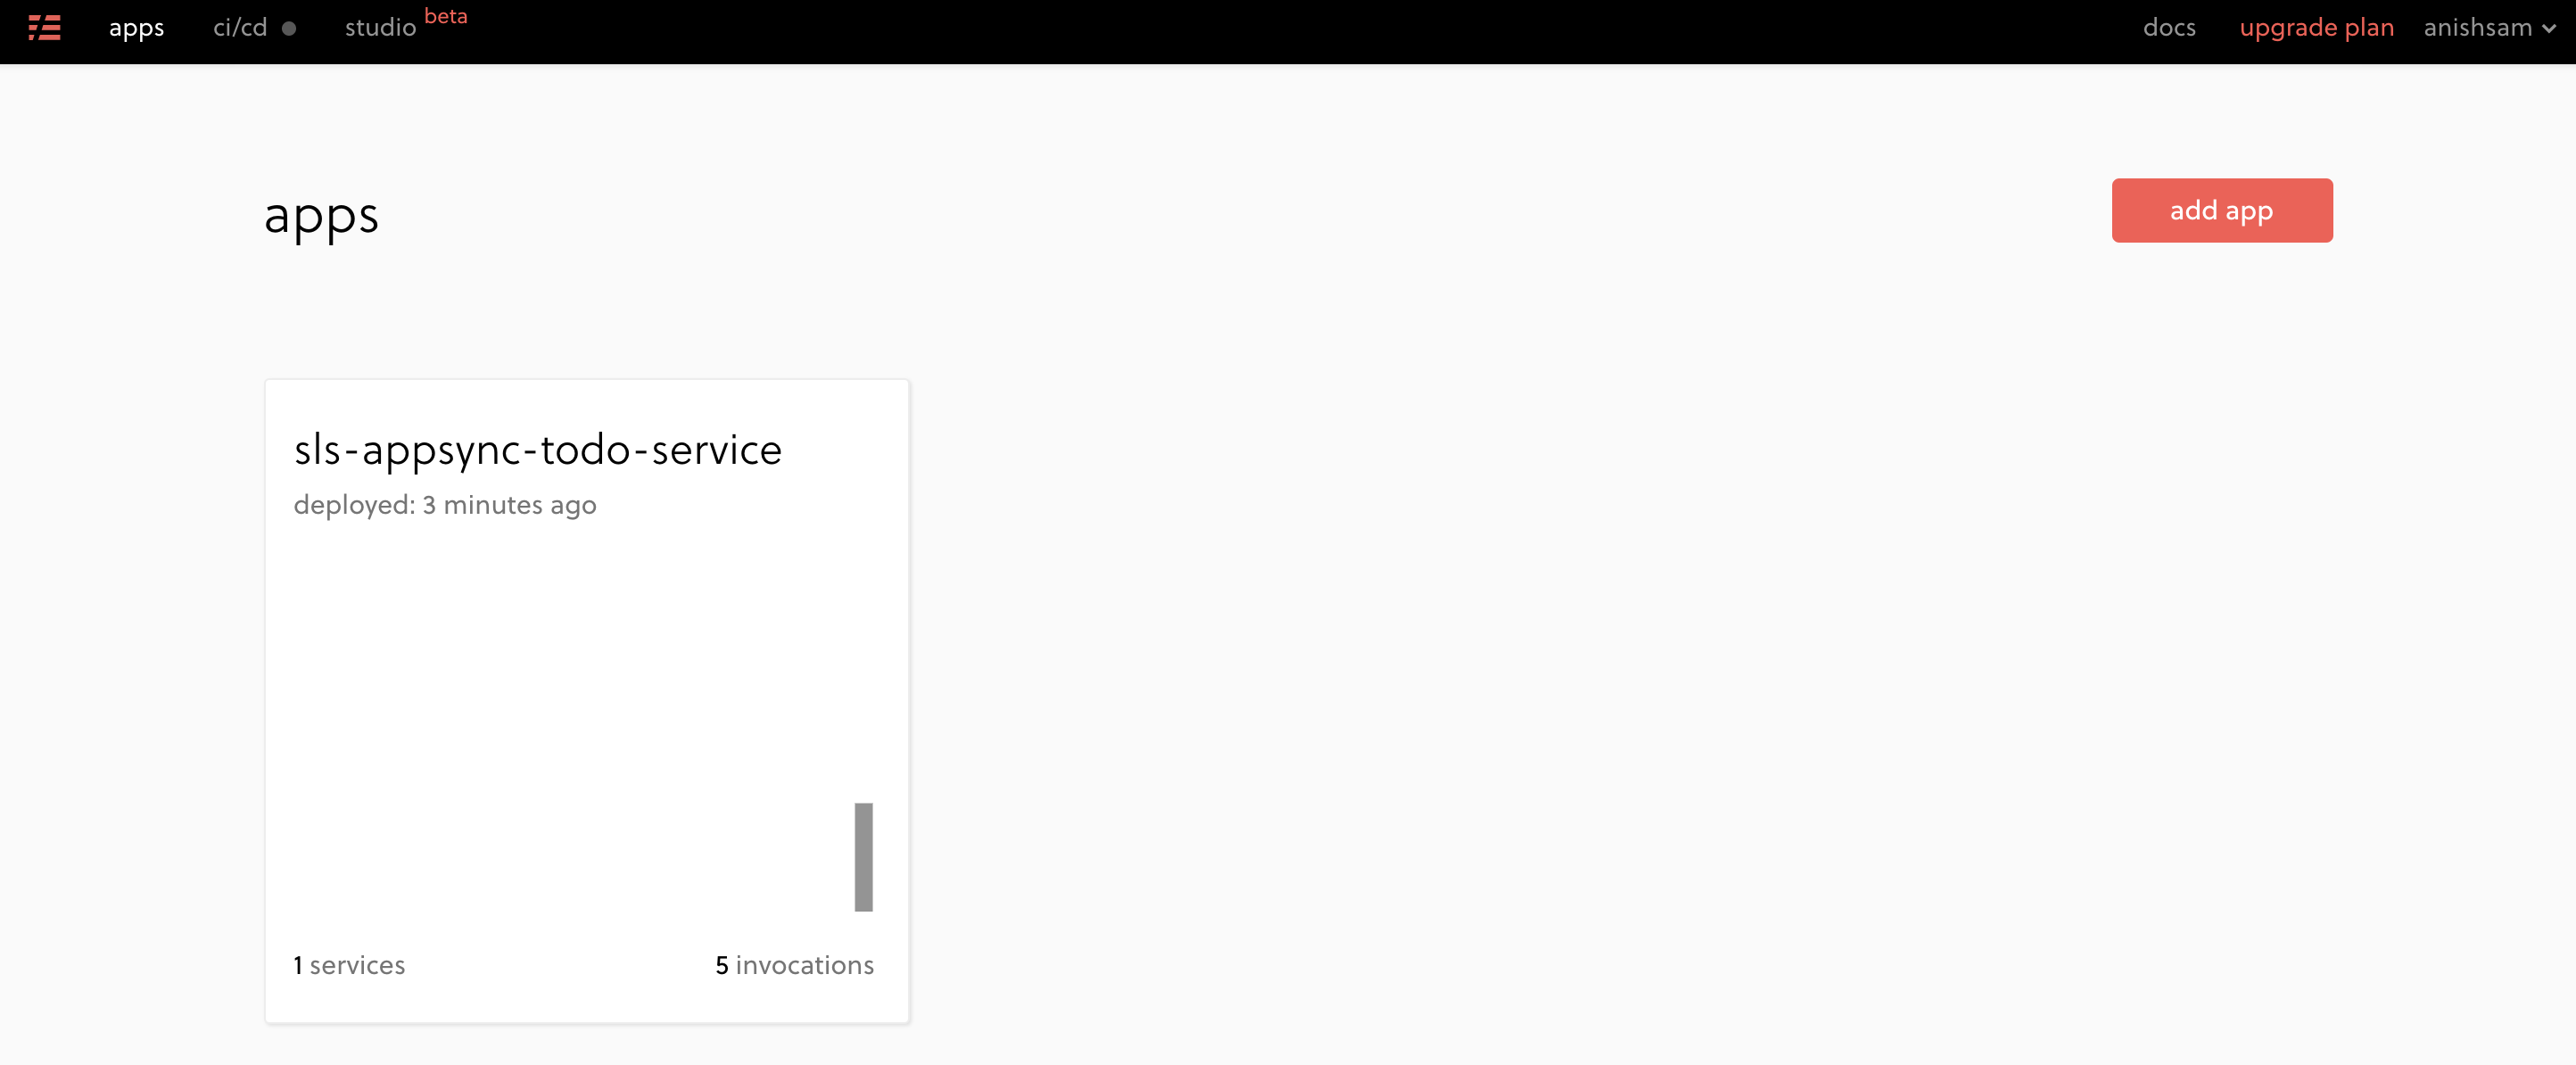 apps ci/cd studio beta docs upgrade plan anishsam
apps add app
sls-appsync-todo-service
deployed: 3 minutes ago
1 services 5 invocations